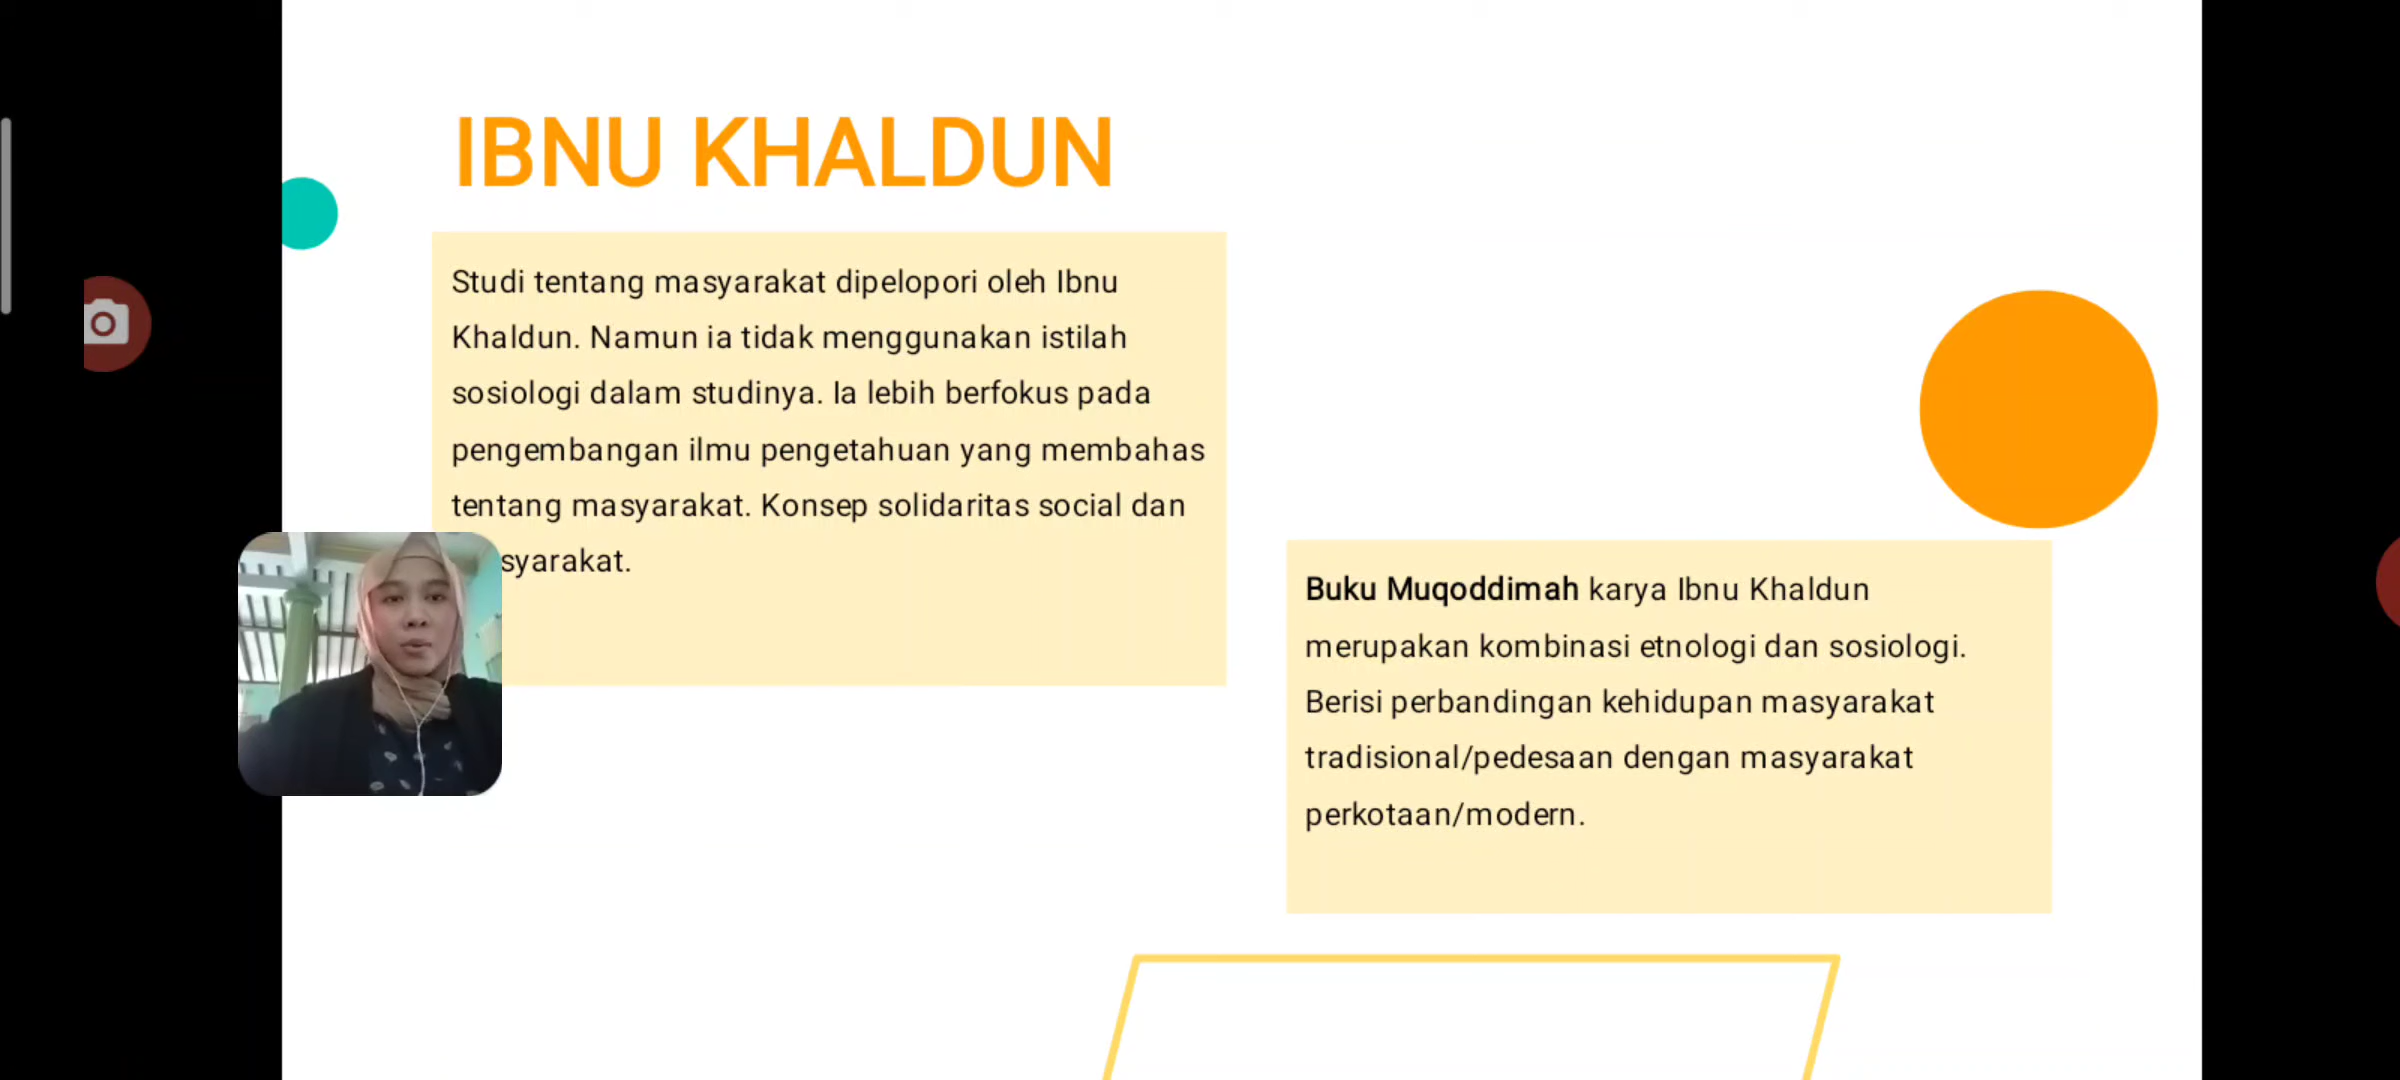 IBNU KHALDUN
Studi tentang masyarakat dipelopori oleh Ibnu
Khaldun. Namun ia tidak menggunakan istilah
sosiologi dalam studinya. Ia lebih berfokus pada
pengembangan ilmu pengetahuan yang membahas
tentang masyarakat. Konsep solidaritas social dan
syarakat.
Buku Muqoddimah karya Ibnu Khaldun
merupakan kombinasi etnologi dan sosiologi.
Berisi perbandingan kehidupan masyarakat
tradisional/pedesaan dengan masyarakat
perkotaan/modern.